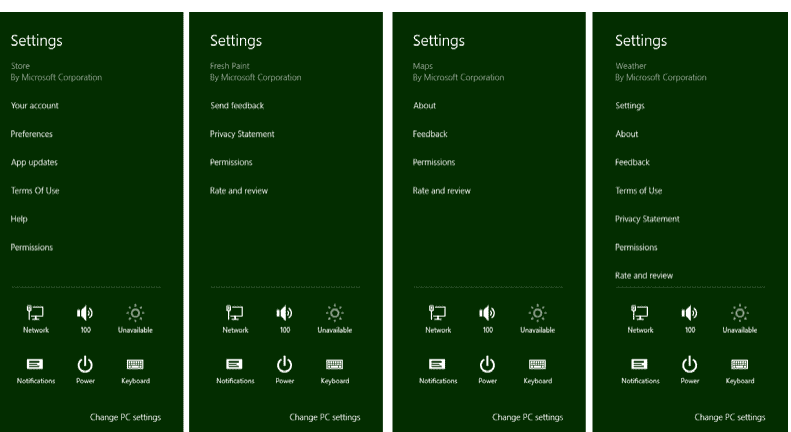 Settings
Store
By Microsoft Corporation
Your account
Preferences
App updates
Terms Of Use
Help
Permissions
Network
100
Unavailable
Notifications
Power
Keyboard
Change PC settings
Settings
Fresh Paint
By Microsoft Corporation
Send feedback
Privacy Statement
Permissions
Rate and review
Network
100
Unavailable
Notifications
Power
Keyboard
Change PC settings
Settings
Maps
By Microsoft Corporation
About
Feedback
Permissions
Rate and review
Network
100
Unavailable
Notifications
Power
Keyboard
Change PC settings
Settings
Weather
By Microsoft Corporation
Settings
About
Feedback
Terms of Use
Privacy Statement
Permissions
Rate and review
Network
100
Unavailable
Notifications
Power
Keyboard
Change PC settings